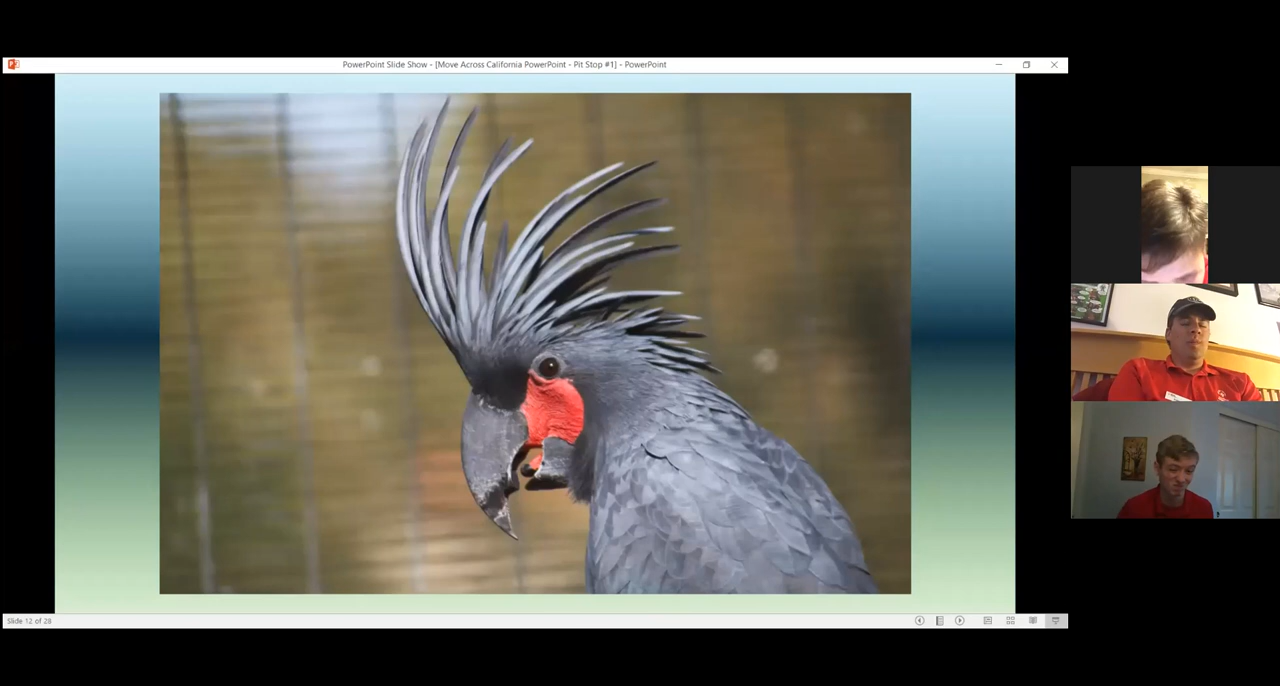 PowerPoint Slide Show - [Move Across California PowerPoint - Pit Stop #1] - PowerPoint
Slide 12 of 28